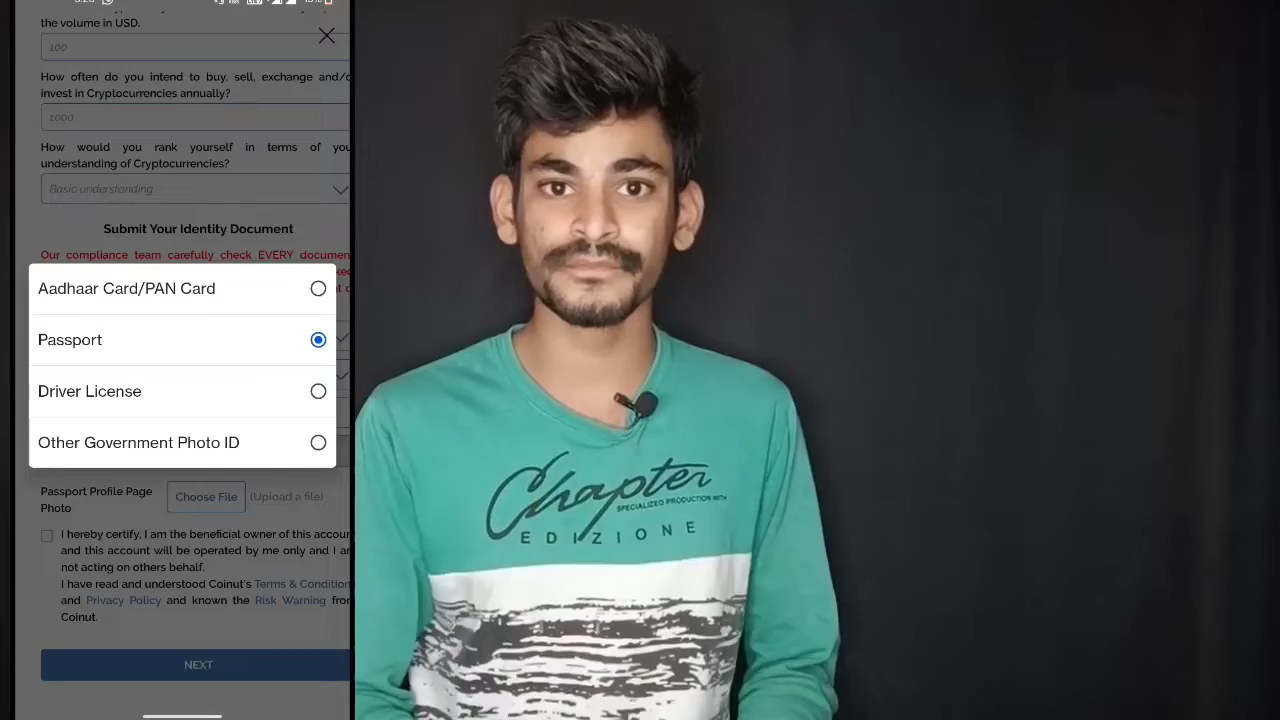 the volume in USD.
100
How often do you intend to buy, sell, exchange and/o
invest in Cryptocurrencies annually?
1000
How would you rank yourself in terms of you
understanding of Cryptocurrencies?
Basic understanding
Submit Your Identity Document
Our compliance team carefully check EVERY documen
Aadhaar Card/PAN Card
Passport
Driver License
Other Government Photo ID
Passport Profile Page
Photo
Choose File
(Upload a file)
I hereby certify, I am the beneficial owner of this accour
and this account will be operated by me only and I ar
not acting on others behalf.
I have read and understood Coinut's Terms & Condition
and Privacy Policy and known the Risk Warning fror
Coinut.
NEXT
Chapter
SPECIALIZED PRODUCTION WITH
EDIZIONE